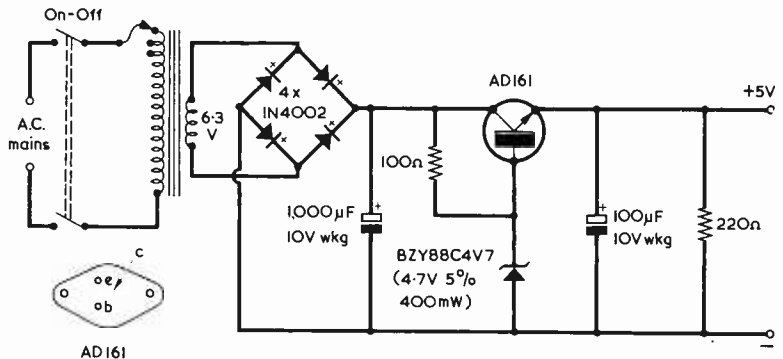 On-Off
A.C.
mains
6·3
V
4 x
1N4002
x
x
x
x
100Ω
1,000µF
+
10V wkg
AD161
BZY88C4V7
(4·7V 5%
400mW)
+
100µF
10V wkg
220Ω
+5V
−
c
e
b
AD161